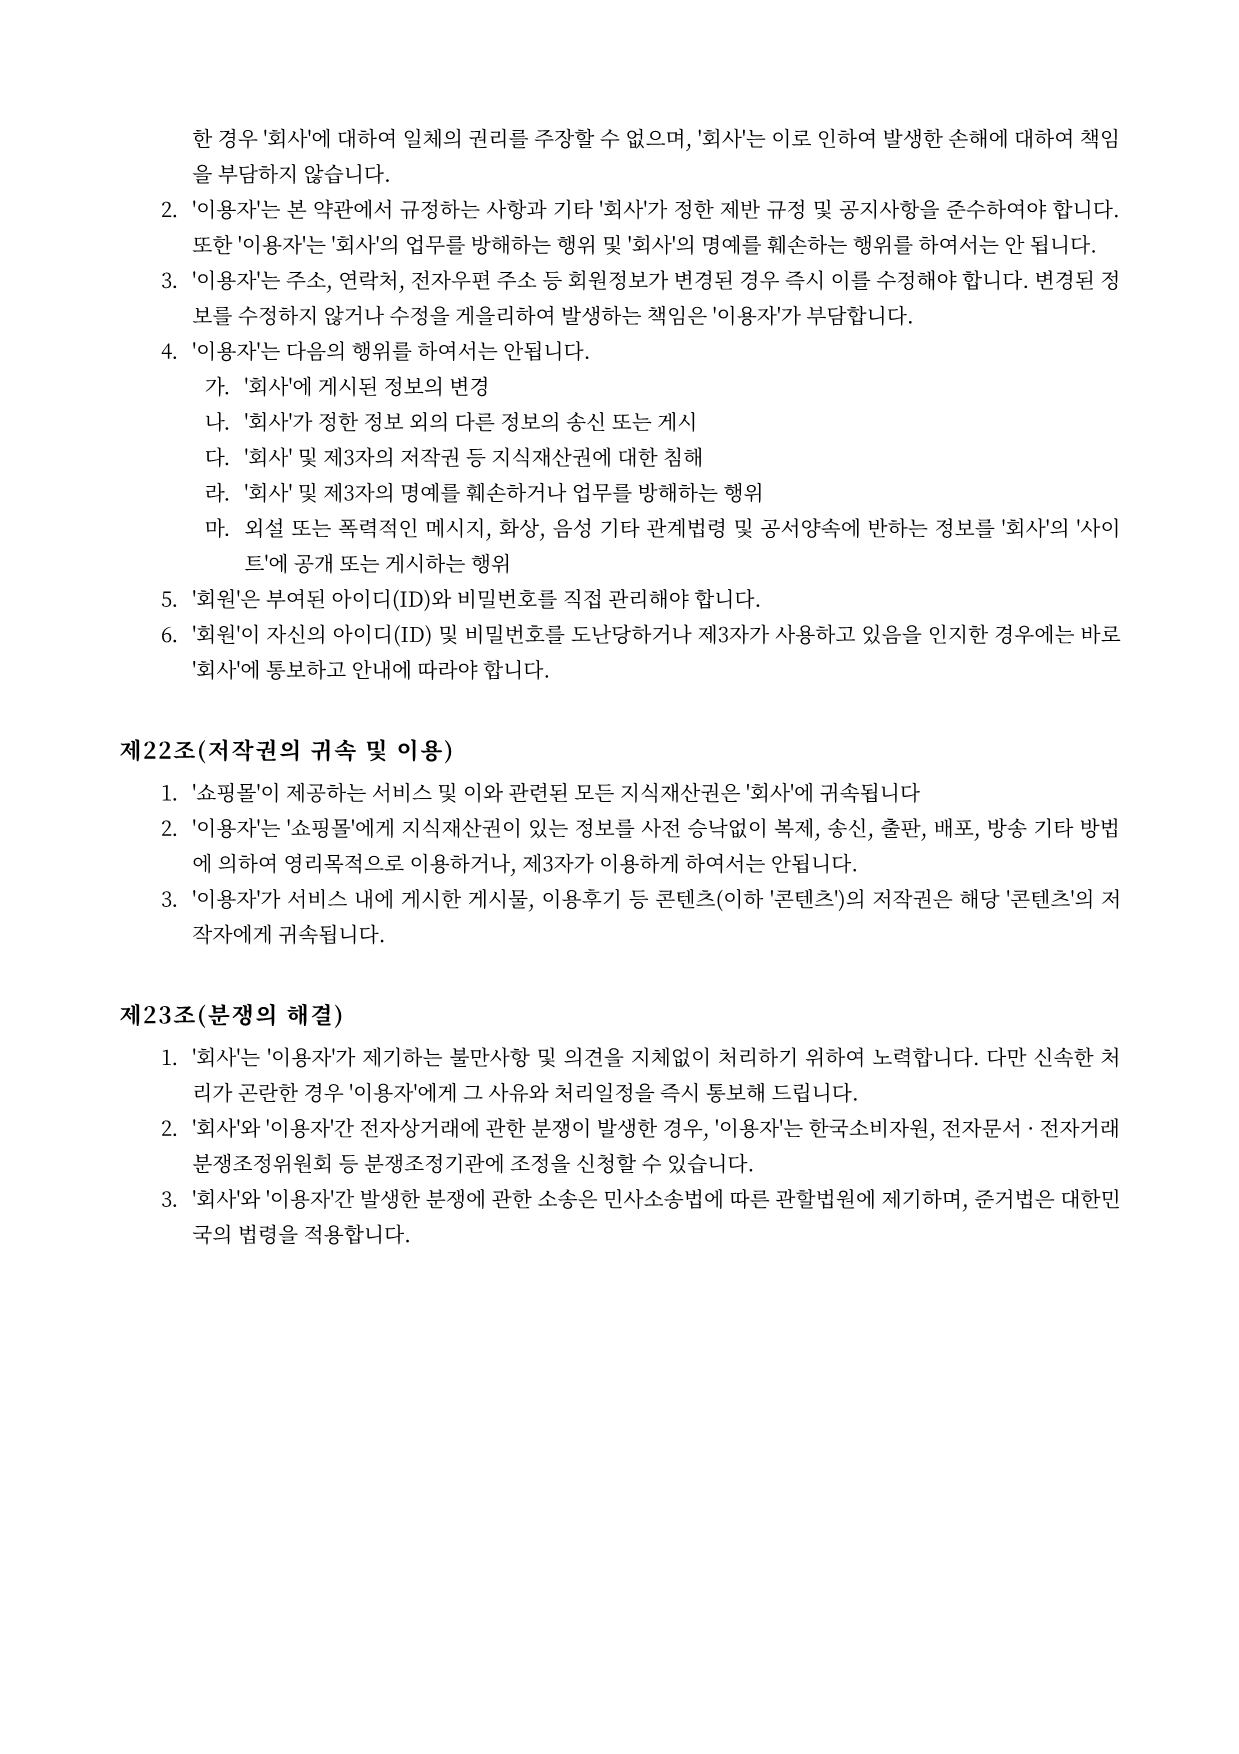 한 경우 '회사'에 대하여 일체의 권리를 주장할 수 없으며, '회사'는 이로 인하여 발생한 손해에 대하여 책임
을 부담하지 않습니다.
2. '이용자'는 본 약관에서 규정하는 사항과 기타 '회사'가 정한 제반 규정 및 공지사항을 준수하여야 합니다.
또한 '이용자'는 '회사'의 업무를 방해하는 행위 및 '회사'의 명예를 훼손하는 행위를 하여서는 안 됩니다.
3. '이용자'는 주소, 연락처, 전자우편 주소 등 회원정보가 변경된 경우 즉시 이를 수정해야 합니다. 변경된 정
보를 수정하지 않거나 수정을 게을리하여 발생하는 책임은 '이용자'가 부담합니다.
4. '이용자'는 다음의 행위를 하여서는 안됩니다.
가. '회사'에 게시된 정보의 변경
나. '회사'가 정한 정보 외의 다른 정보의 송신 또는 게시
다. '회사' 및 제3자의 저작권 등 지식재산권에 대한 침해
라. '회사' 및 제3자의 명예를 훼손하거나 업무를 방해하는 행위
마. 외설 또는 폭력적인 메시지, 화상, 음성 기타 관계법령 및 공서양속에 반하는 정보를 '회사'의 '사이
트'에 공개 또는 게시하는 행위
5. '회원'은 부여된 아이디(ID)와 비밀번호를 직접 관리해야 합니다.
6. '회원'이 자신의 아이디(ID) 및 비밀번호를 도난당하거나 제3자가 사용하고 있음을 인지한 경우에는 바로
'회사'에 통보하고 안내에 따라야 합니다.
제22조(저작권의 귀속 및 이용)
1. '쇼핑몰'이 제공하는 서비스 및 이와 관련된 모든 지식재산권은 '회사'에 귀속됩니다
2. '이용자'는 '쇼핑몰'에게 지식재산권이 있는 정보를 사전 승낙없이 복제, 송신, 출판, 배포, 방송 기타 방법
에 의하여 영리목적으로 이용하거나, 제3자가 이용하게 하여서는 안됩니다.
3. '이용자'가 서비스 내에 게시한 게시물, 이용후기 등 콘텐츠(이하 '콘텐츠')의 저작권은 해당 '콘텐츠'의 저
작자에게 귀속됩니다.
제23조(분쟁의 해결)
1. '회사'는 '이용자'가 제기하는 불만사항 및 의견을 지체없이 처리하기 위하여 노력합니다. 다만 신속한 처
리가 곤란한 경우 '이용자'에게 그 사유와 처리일정을 즉시 통보해 드립니다.
2. '회사'와 '이용자'간 전자상거래에 관한 분쟁이 발생한 경우, '이용자'는 한국소비자원, 전자문서 · 전자거래
분쟁조정위원회 등 분쟁조정기관에 조정을 신청할 수 있습니다.
3. '회사'와 '이용자'간 발생한 분쟁에 관한 소송은 민사소송법에 따른 관할법원에 제기하며, 준거법은 대한민
국의 법령을 적용합니다.